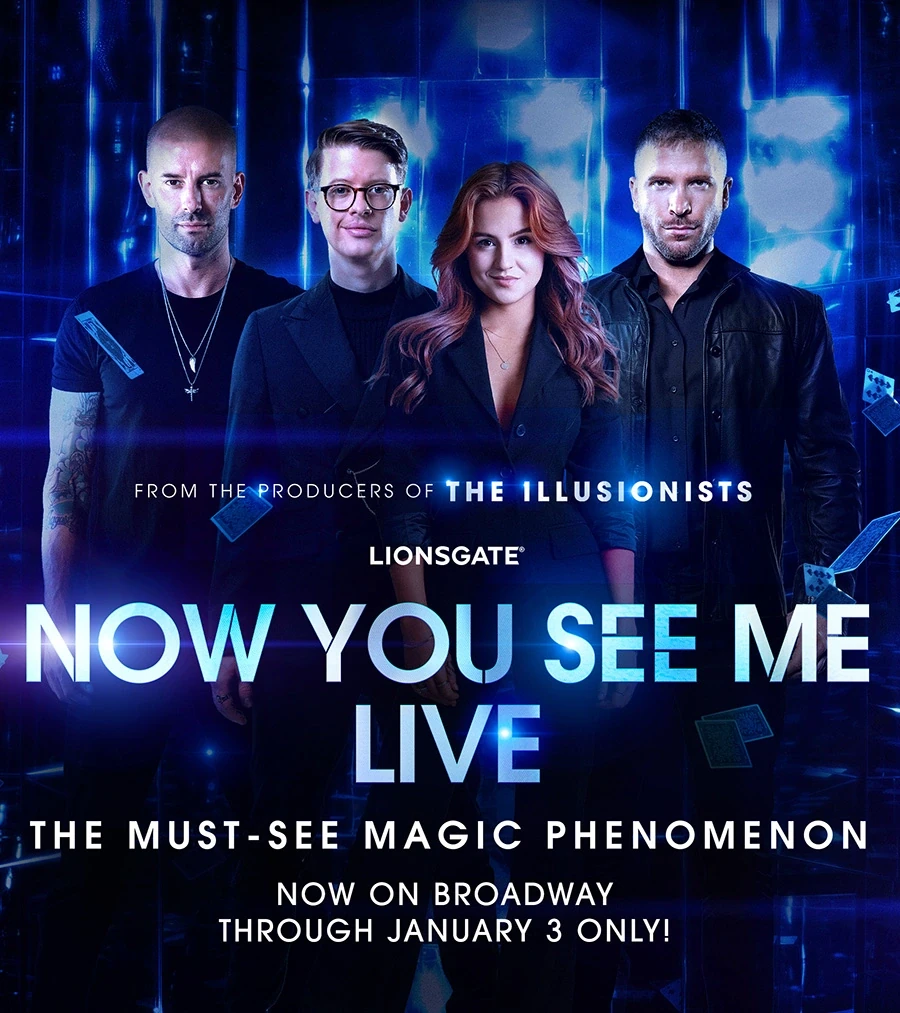 FROM THE PRODUCERS OF THE ILLUSIONISTS
LIONSGATE®
NOW YOU SEE ME
LIVE
THE MUST-SEE MAGIC PHENOMENON
NOW ON BROADWAY
THROUGH JANUARY 3 ONLY!